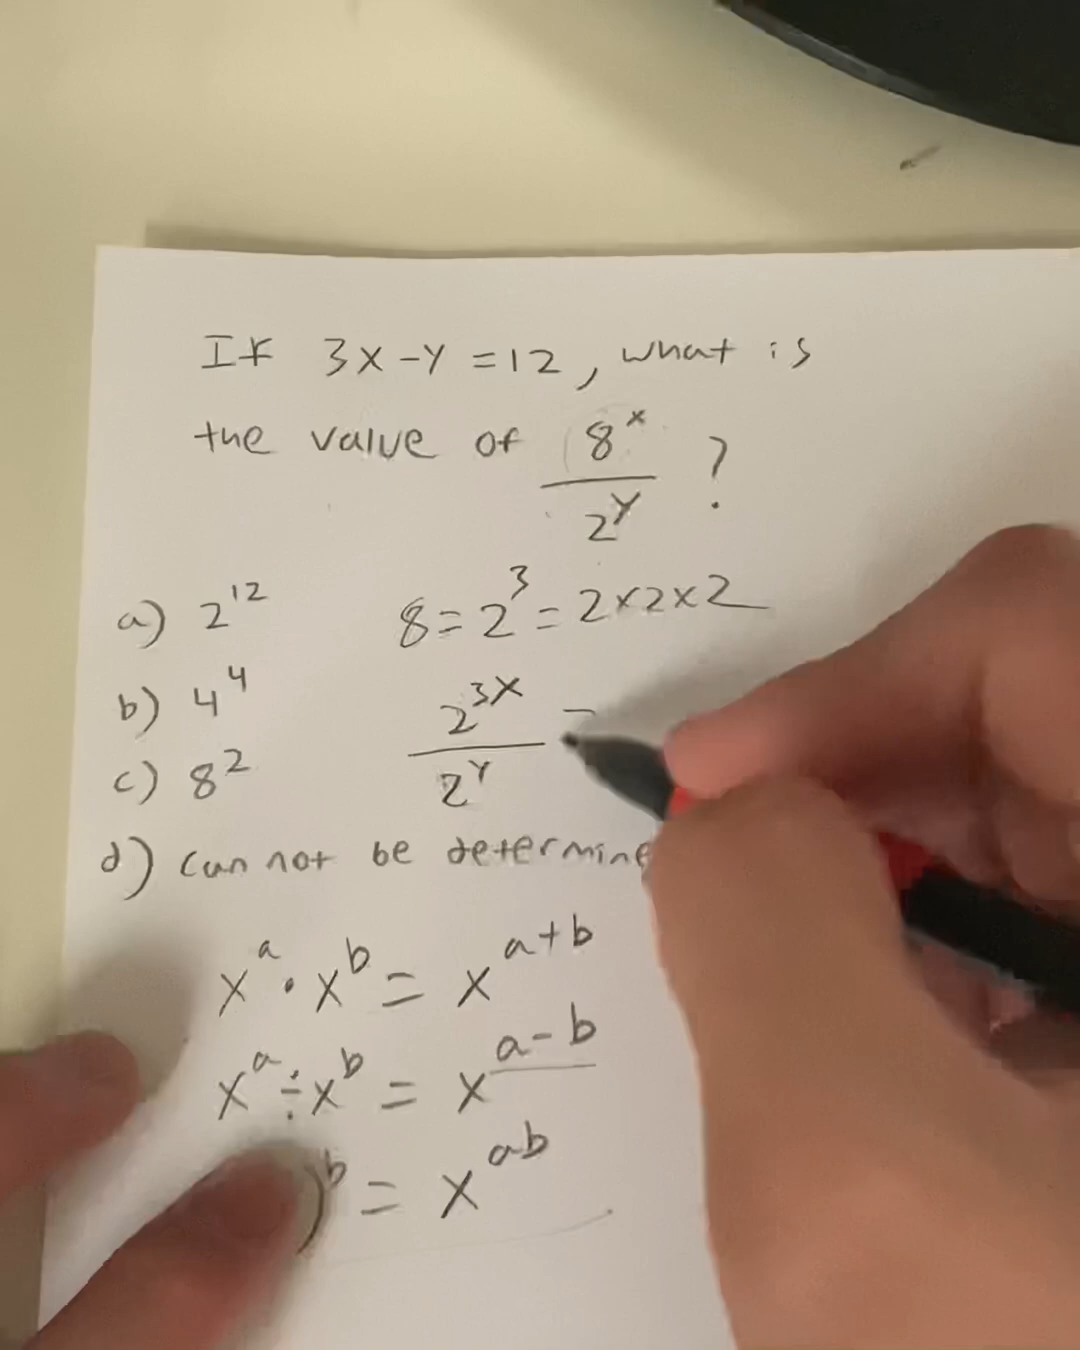 If 3x-y=12, what is
the value of 8^x/2^y ?
a) 2^12
8=2^3=2×2×2
b) 4^4
2^3x/2^y =
c) 8^2
d) can not be
x^a · x^b = x^a+b
x^a ÷ x^b = x^a-b
)^b = x^ab